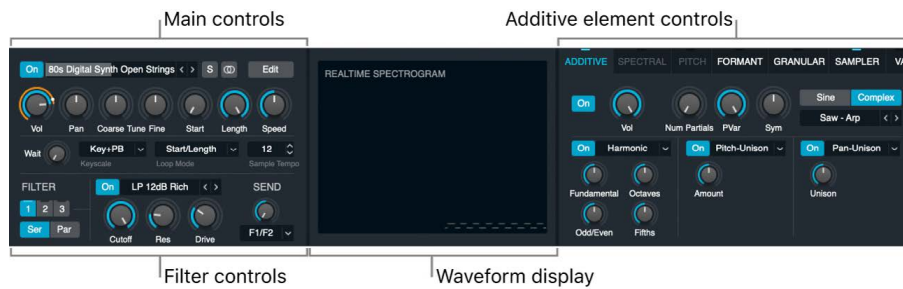 Main controls
Additive element controls
On 80s Digital Synth Open Strings < > S Edit
Vol Pan Coarse Tune Fine Start Length Speed
Wait Key+PB Start/Length 12
Keyscale Loop Mode Sample Tempo
FILTER On LP 12dB Rich < > SEND
1 2 3
Ser Par
Cutoff Res Drive F1/F2
REALTIME SPECTROGRAM
ADDITIVE SPECTRAL PITCH FORMANT GRANULAR SAMPLER VA
On Sine Complex
Saw - Arp < >
Vol Num Partials PVar Sym
On Harmonic On Pitch-Unison On Pan-Unison
Fundamental Octaves Amount Unison
Odd/Even Fifths
Filter controls
Waveform display